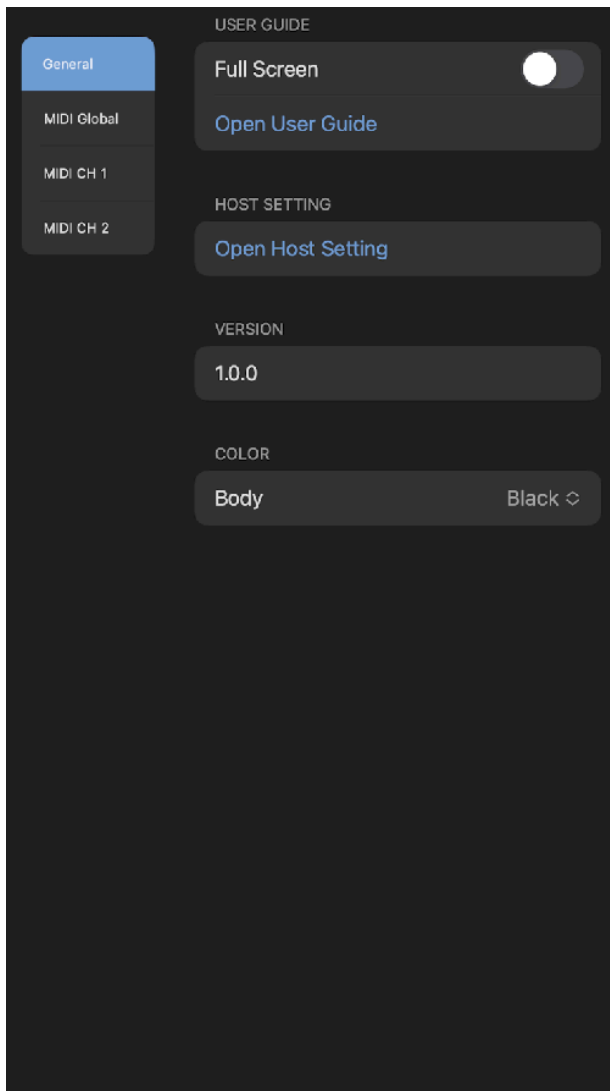 General
MIDI Global
MIDI CH 1
MIDI CH 2
USER GUIDE
Full Screen
Open User Guide
HOST SETTING
Open Host Setting
VERSION
1.0.0
COLOR
Body Black